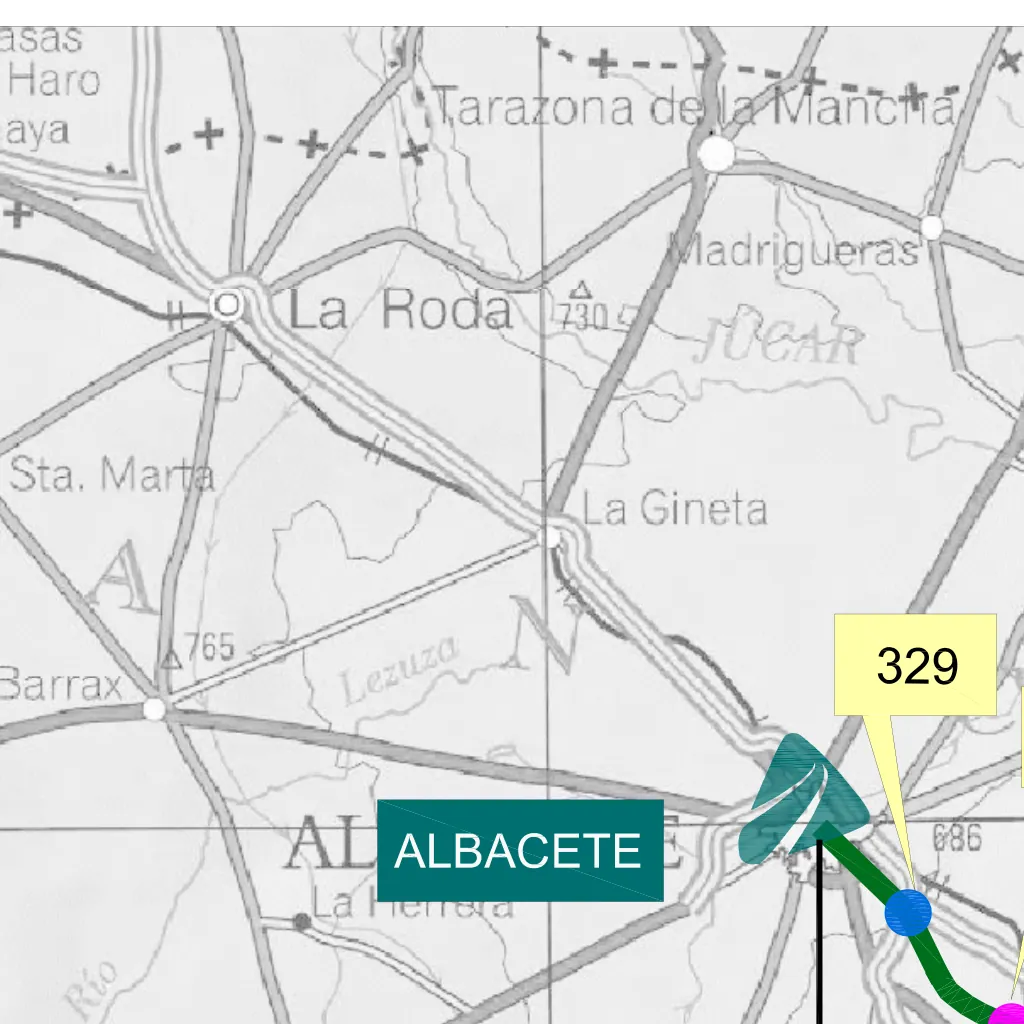 asas
Haro
aya
Tarazona de la Mancha
Madrigueras
La Roda
730
JÚCAR
Sta. Marta
La Gineta
A
N
765
Lezuza
Barrax
329
ALBACETE
686
La Herrera
Río